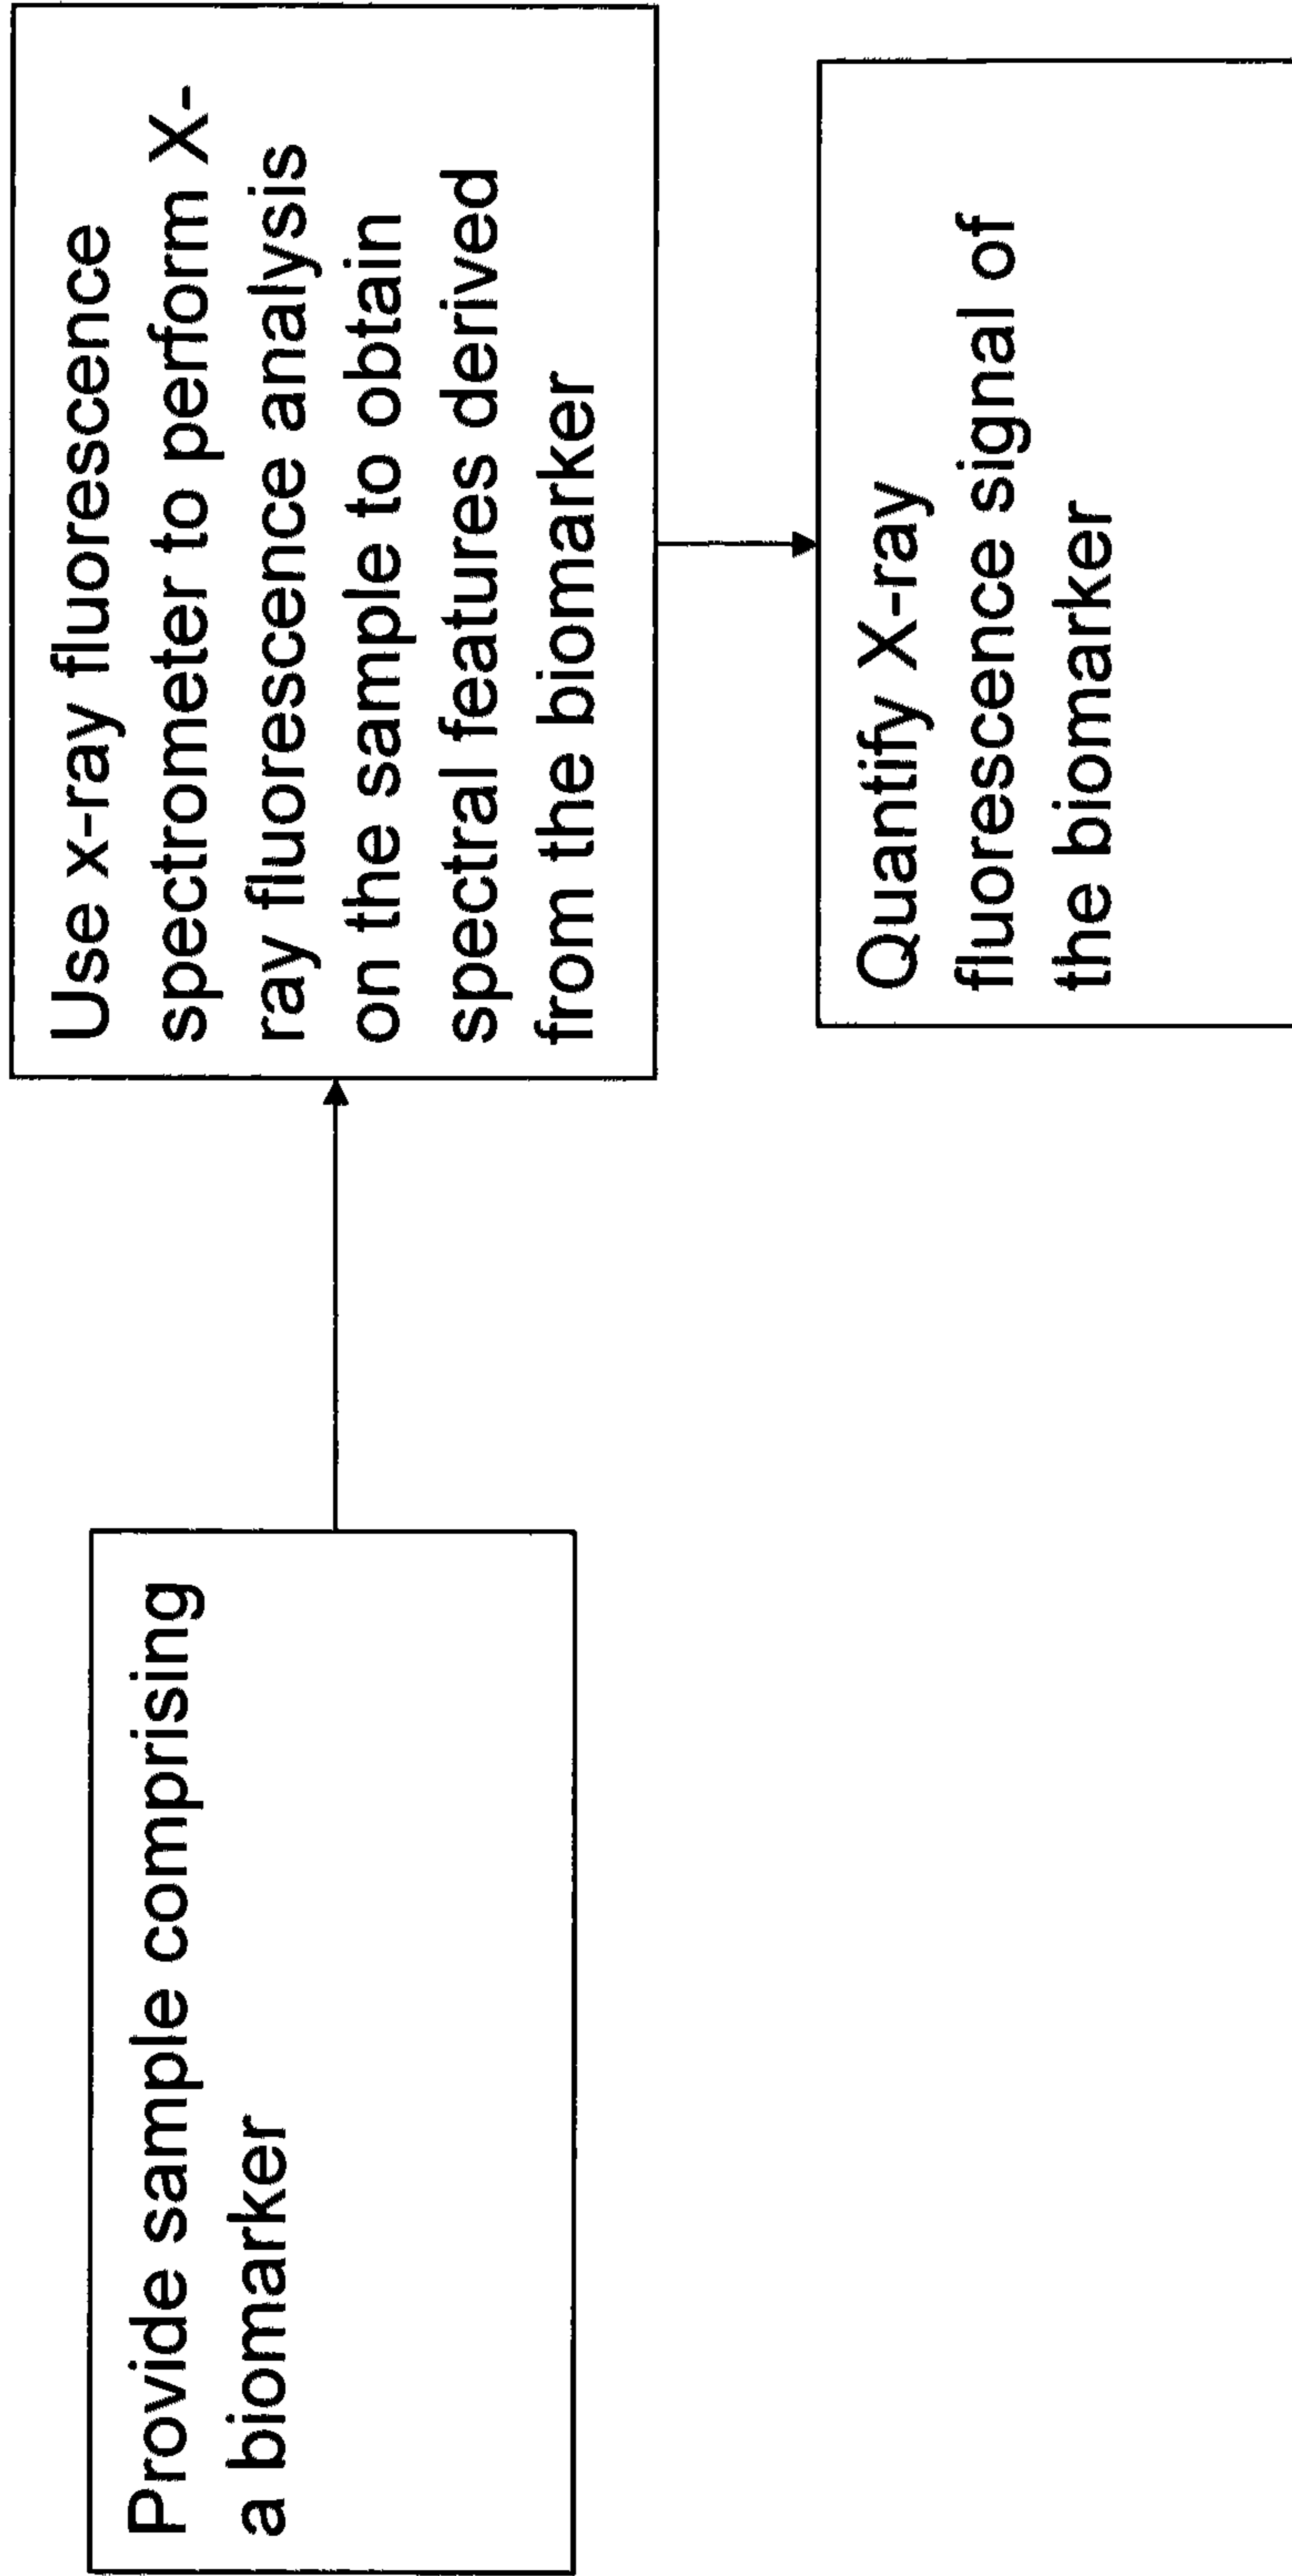 Provide sample comprising
a biomarker
Use x-ray fluorescence
spectrometer to perform X-
ray fluorescence analysis
on the sample to obtain
spectral features derived
from the biomarker
Quantify X-ray
fluorescence signal of
the biomarker